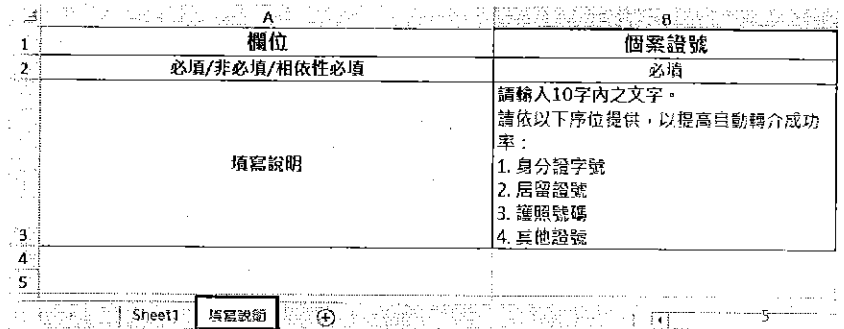 A B
1 欄位 個案證號
2 必填/非必填/相依性必填 必填
請輸入10字內之文字。
請依以下序位提供，以提高自動轉介成功
率：
1. 身分證字號
填寫說明
2. 居留證號
3. 護照號碼
3 4. 其他證號
4
5
Sheet1 填寫說明